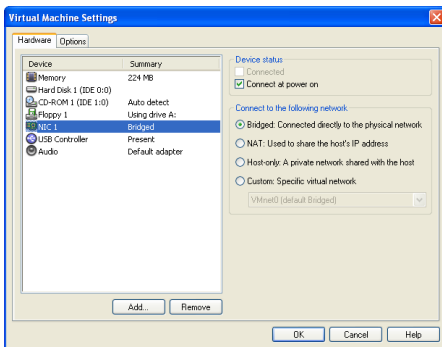 Virtual Machine Settings
Hardware Options
Device Summary
Memory 224 MB
Hard Disk 1 (IDE 0:0)
CD-ROM 1 (IDE 1:0) Auto detect
Floppy 1 Using drive A:
NIC 1 Bridged
USB Controller Present
Audio Default adapter
Add... Remove
Device status
Connected
Connect at power on
Connect to the following network
Bridged: Connected directly to the physical network
NAT: Used to share the host's IP address
Host-only: A private network shared with the host
Custom: Specific virtual network
VMnet0 (default Bridged)
OK Cancel Help